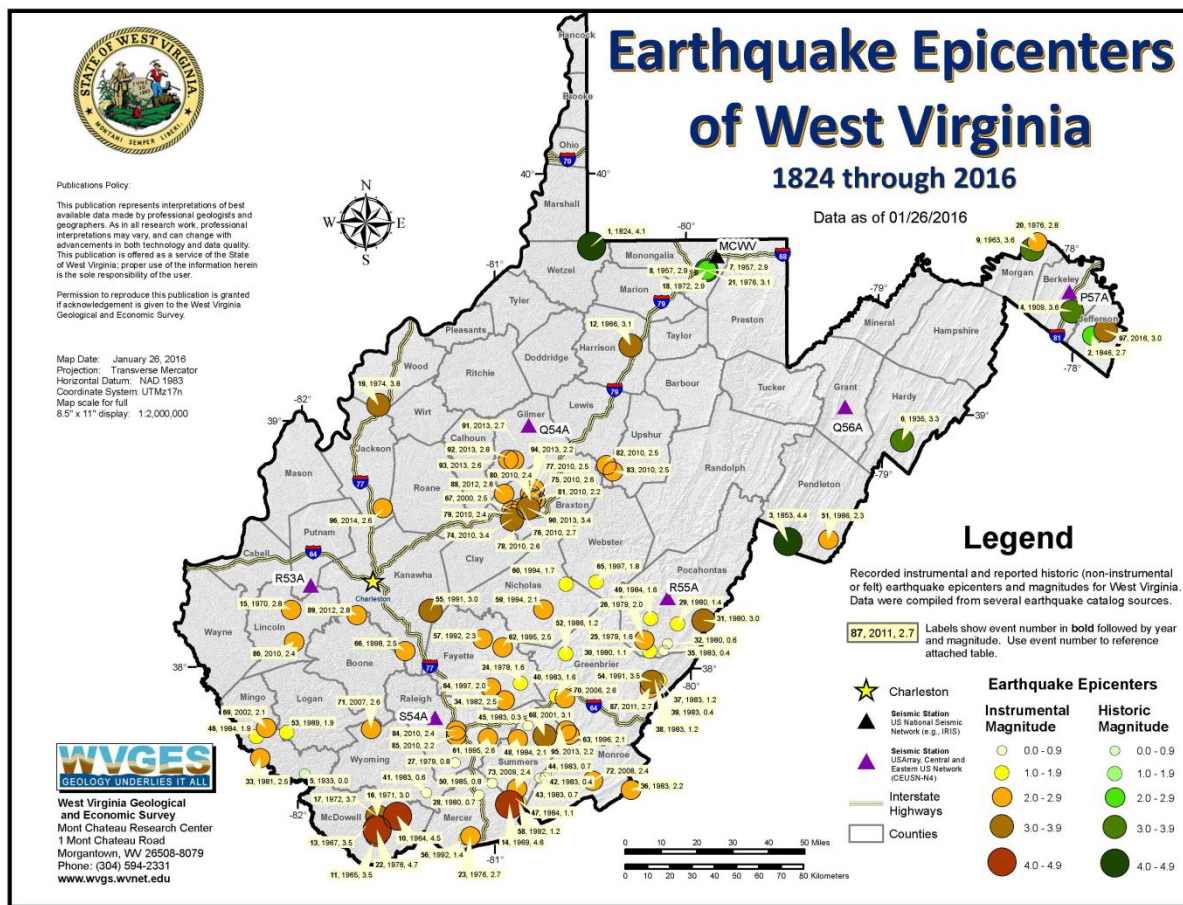 Earthquake Epicenters
of West Virginia
1824 through 2016
Data as of 01/26/2016
STATE OF WEST VIRGINIA.
MONTANI SEMPER LIBERI.
Publications Policy:
This publication represents interpretations of best
available data made by professional geologists and
geographers. As in all research work, professional
interpretations may vary, and can change with
advancements in both technology and data quality.
This publication is offered as a service of the State
of West Virginia; proper use of the information herein
is the sole responsibility of the user.
Permission to reproduce this publication is granted
if acknowledgement is given to the West Virginia
Geological and Economic Survey.
Map Date: January 26, 2016
Projection: Transverse Mercator
Horizontal Datum: NAD 1983
Coordinate System: UTMz17n
Map scale for full
8.5" x 11" display: 1:2,000,000
N
W
E
S
Hancock
Brooke
Ohio
70
40°
40°
Marshall
1, 1824, 4.1
-80°
MCWV
68
Wetzel
Monongalia
8, 1957, 2.9
7, 1957, 2.9
18, 1972, 2.9
21, 1976, 3.1
20, 1976, 2.8
9, 1963, 3.6
-78°
Morgan
Berkeley
P57A
4, 1909, 3.6
Jefferson
97, 2016, 3.0
81
2, 1846, 2.7
-78°
-81°
Marion
79
Tyler
Pleasants
12, 1966, 3.1
Taylor
Preston
-79°
Mineral
Hampshire
Harrison
Doddridge
Wood
Ritchie
Barbour
Tucker
Grant
Hardy
19, 1974, 3.8
-82°
39°
Wirt
79
Lewis
Gilmer
Q54A
Q56A
6, 1935, 3.3
39°
91, 2013, 2.7
Calhoun
94, 2013, 2.2
Upshur
92, 2013, 2.9
93, 2013, 2.6
77, 2010, 2.5
82, 2010, 2.5
Jackson
80, 2010, 2.4
75, 2010, 2.6
83, 2010, 2.5
Randolph
-79°
Mason
77
Roane
88, 2012, 2.8
81, 2010, 2.2
Pendleton
67, 2000, 2.5
Braxton
79, 2010, 2.4
90, 2013, 3.4
74, 2010, 3.4
76, 2010, 2.7
78, 2010, 2.6
96, 2014, 2.6
3, 1853, 4.4
51, 1986, 2.3
Putnam
Clay
Webster
Cabell
64
Kanawha
60, 1994, 1.7
65, 1997, 1.8
Pocahontas
R53A
Charleston
Nicholas
49, 1984, 1.6
R55A
15, 1970, 2.8
89, 2012, 2.8
55, 1991, 3.0
59, 1994, 2.1
26, 1979, 2.0
29, 1980, 1.4
31, 1980, 3.0
52, 1986, 1.2
Wayne
Lincoln
57, 1992, 2.3
62, 1995, 2.5
25, 1979, 1.6
32, 1980, 0.6
86, 2010, 2.4
66, 1998, 2.5
30, 1980, 1.1
35, 1983, 0.4
38°
Boone
Fayette
24, 1978, 1.6
Greenbrier
38°
54, 1991, 3.5
-80°
77
40, 1983, 1.6
64, 1997, 2.0
70, 2006, 2.6
37, 1983, 1.2
Mingo
Logan
71, 2007, 2.6
Raleigh
34, 1982, 2.5
87, 2011, 2.7
39, 1983, 0.4
69, 2002, 2.1
64
38, 1983, 1.2
46, 1984, 1.9
53, 1989, 1.9
S54A
45, 1983, 0.3
68, 2001, 3.1
84, 2010, 2.4
63, 1996, 2.1
85, 2010, 2.2
Monroe
61, 1995, 2.6
48, 1984, 2.1
95, 2013, 2.2
33, 1981, 2.5
Wyoming
27, 1979, 0.8
Summers
44, 1983, 0.7
72, 2008, 2.4
5, 1933, 0.0
41, 1983, 0.6
73, 2009, 2.4
42, 1983, 0.4
36, 1983, 2.2
50, 1985, 0.8
43, 1983, 0.7
17, 1972, 3.7
16, 1971, 3.0
28, 1980, 0.7
47, 1984, 1.1
-82°
McDowell
Mercer
58, 1992, 1.2
13, 1967, 3.5
10, 1964, 4.5
14, 1969, 4.6
22, 1976, 4.7
56, 1992, 1.4
-81°
11, 1965, 3.5
23, 1976, 2.7
WVGES
GEOLOGY UNDERLIES IT ALL
West Virginia Geological
and Economic Survey
Mont Chateau Research Center
1 Mont Chateau Road
Morgantown, WV 26508-8079
Phone: (304) 594-2331
www.wvgs.wvnet.edu
Legend
Recorded instrumental and reported historic (non-instrumental
or felt) earthquake epicenters and magnitudes for West Virginia.
Data were compiled from several earthquake catalog sources.
87, 2011, 2.7
Labels show event number in bold followed by year
and magnitude. Use event number to reference
attached table.
Charleston
Seismic Station
US National Seismic
Network (e.g., IRIS)
Seismic Station
USArray, Central and
Eastern US Network
(CEUSN-N4)
Interstate
Highways
Counties
Earthquake Epicenters
Instrumental
Magnitude
Historic
Magnitude
0.0 - 0.9
0.0 - 0.9
1.0 - 1.9
1.0 - 1.9
2.0 - 2.9
2.0 - 2.9
3.0 - 3.9
3.0 - 3.9
4.0 - 4.9
4.0 - 4.9
0 10 20 30 40 50 Miles
0 10 20 30 40 50 60 70 80 Kilometers